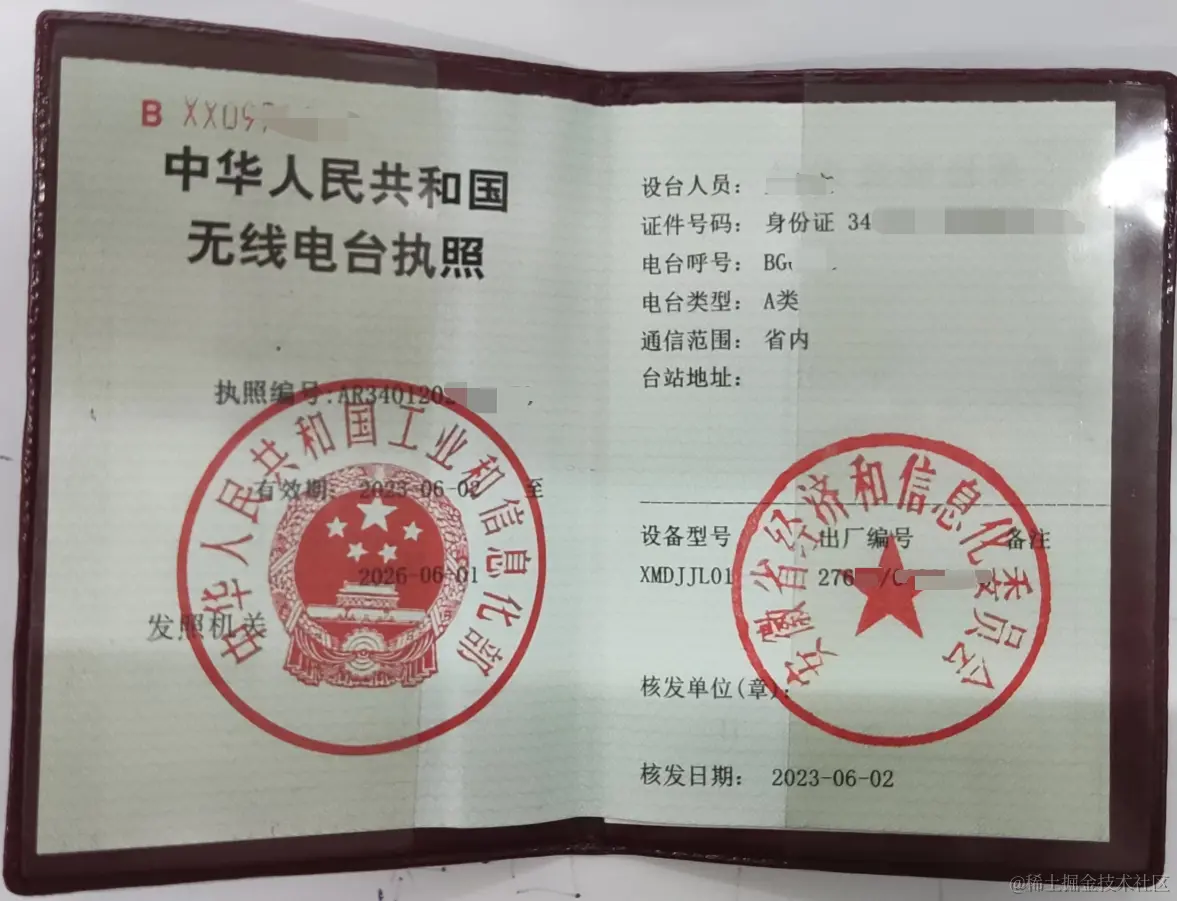 B XX09
中华人民共和国
无线电台执照
执照编号:AR3401202
中华人民共和国工业和信息化部
有效期: 2023-06-02 至
2026-06-01
发照机关
设台人员:
证件号码: 身份证 34
电台呼号: BG
电台类型: A类
通信范围: 省内
台站地址:
设备型号 出厂编号 备注
XMDJJL01 276
安徽省经济和信息化委员会
核发单位(章):
核发日期: 2023-06-02
@稀土掘金技术社区